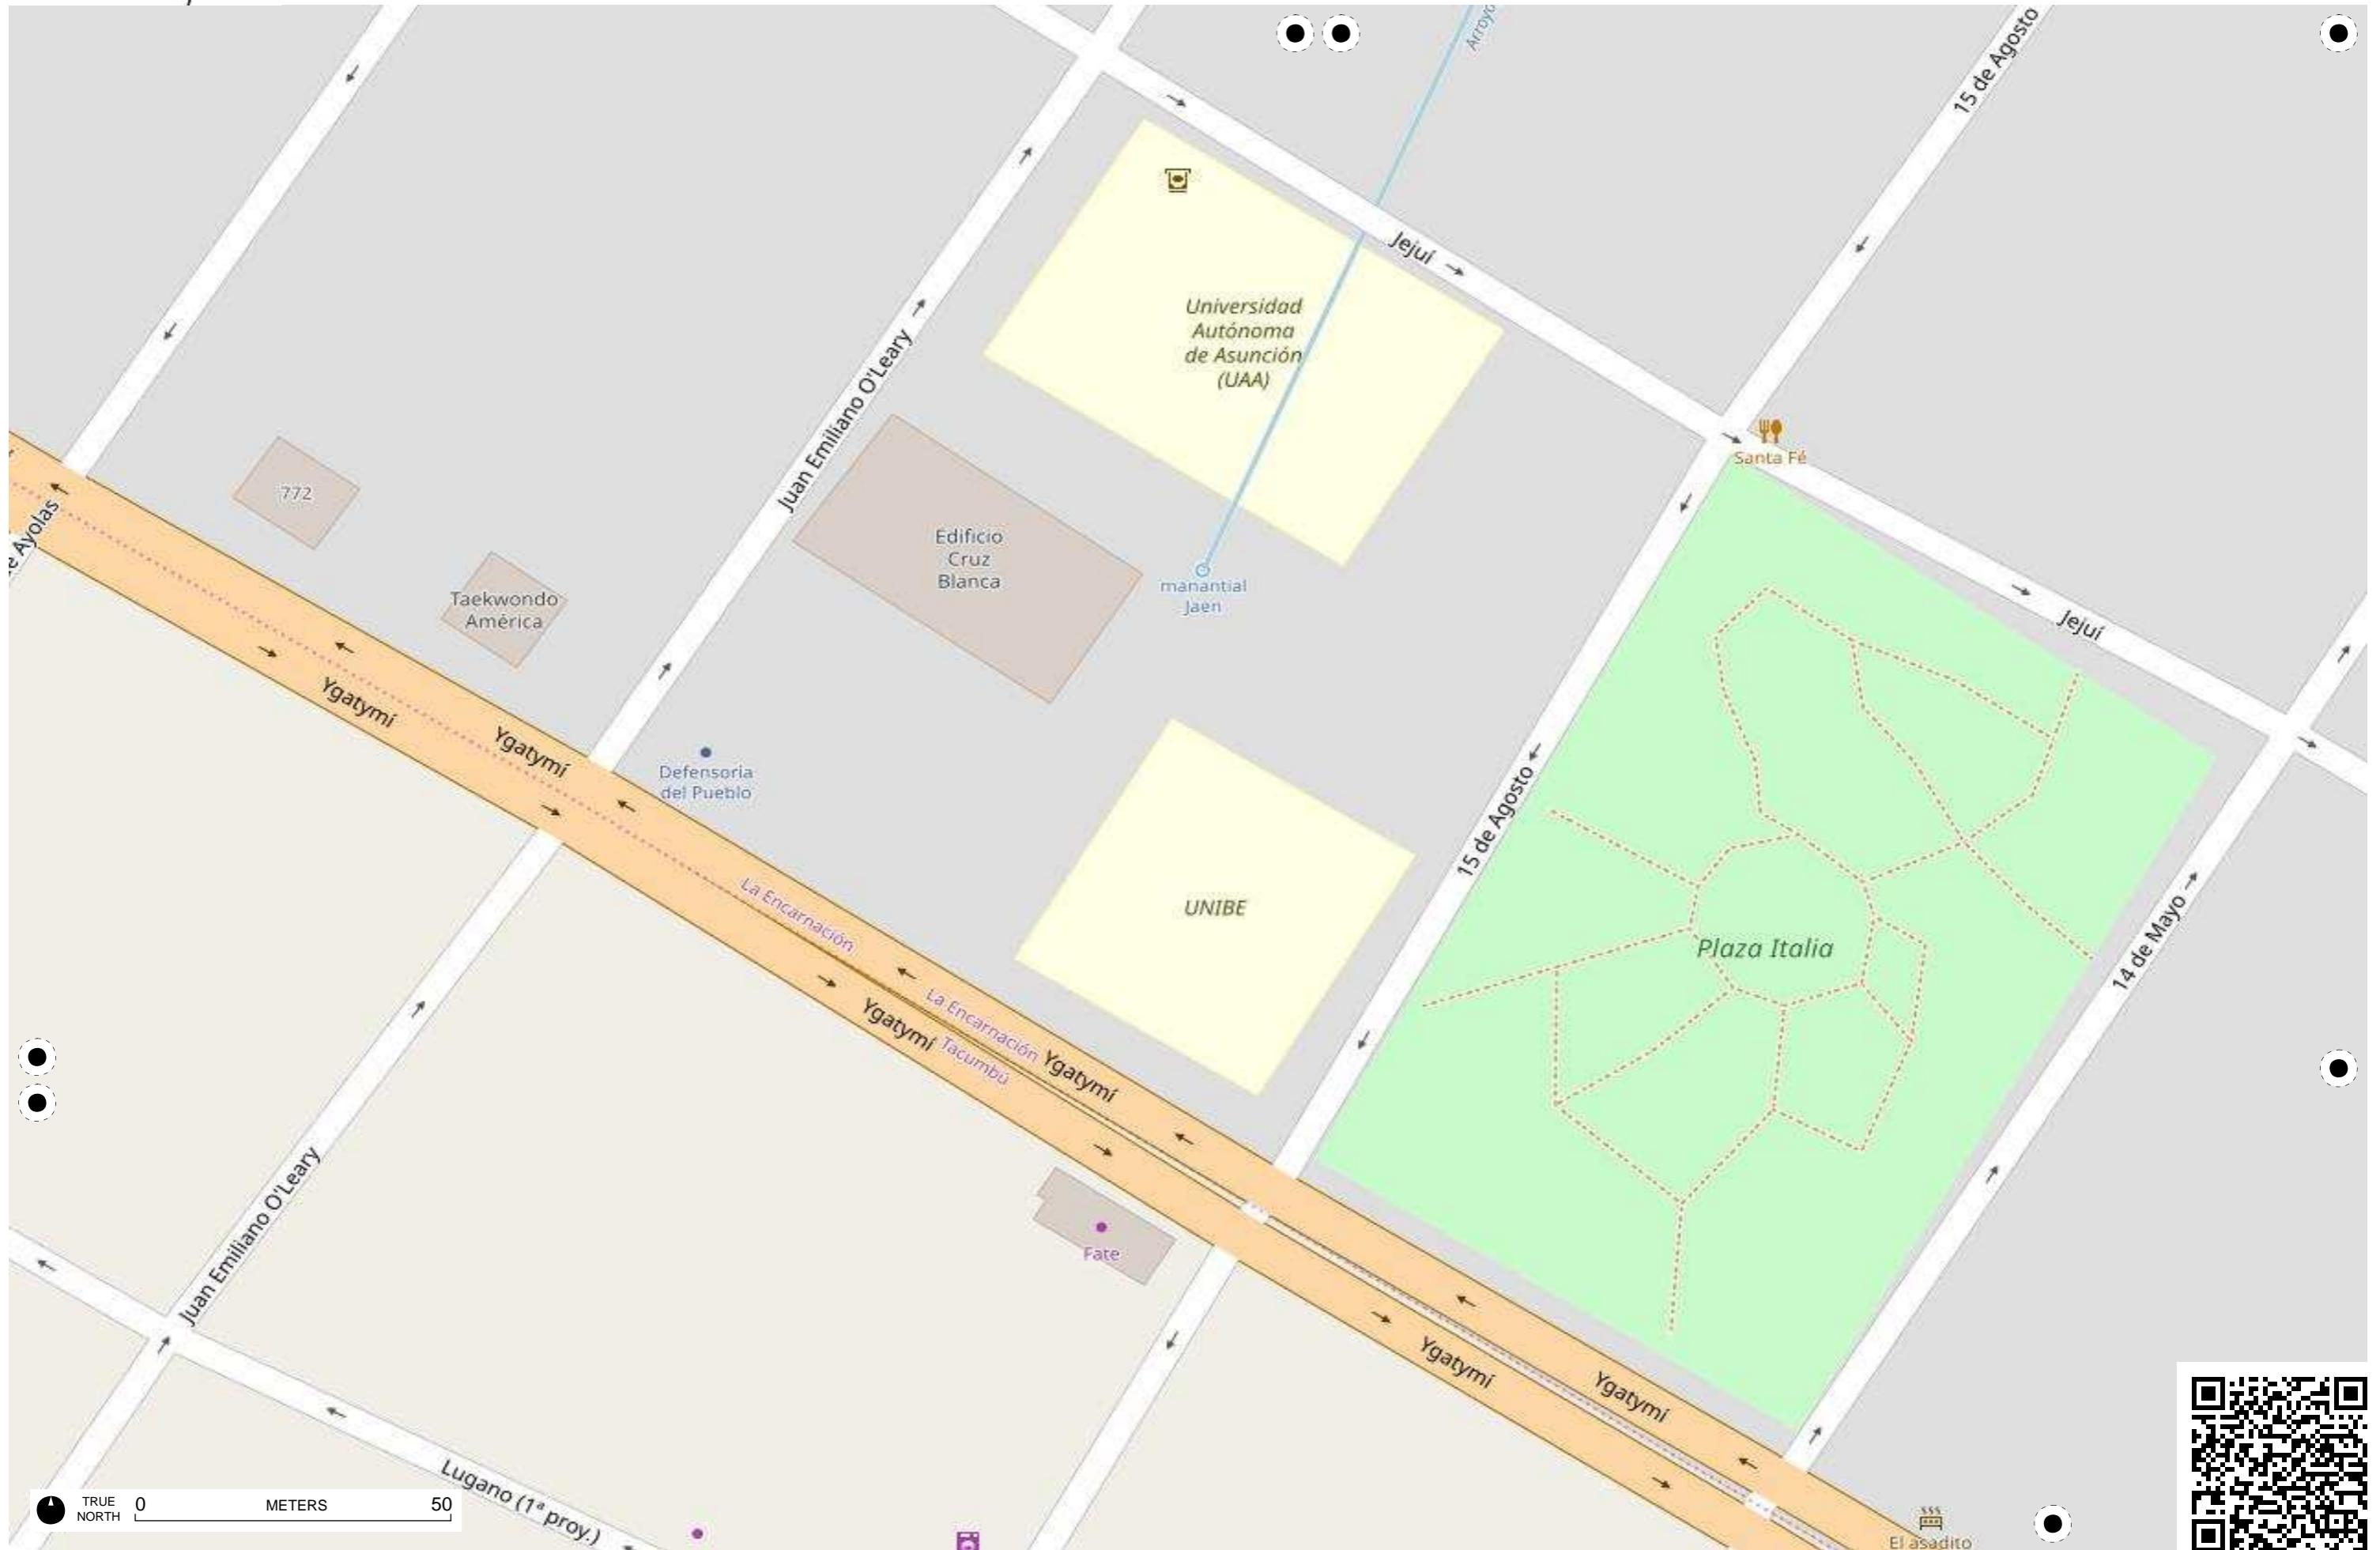 Arroyo
15 de Agosto
Jejuí
Universidad
Autónoma
de Asunción
(UAA)
Juan Emiliano O'Leary
Santa Fé
772
e Ayolas
Edificio
Cruz
Blanca
manantial
Jaen
Taekwondo
América
Jejuí
Ygatymí
Ygatymí
Defensoría
del Pueblo
15 de Agosto
La Encarnación
UNIBE
Plaza Italia
14 de Mayo
La Encarnación
Ygatymí
Tacumbú
Ygatymí
Juan Emiliano O'Leary
Fate
Ygatymí
Ygatymí
Lugano (1ª proy.)
TRUE
NORTH
0 METERS 50
El asadito